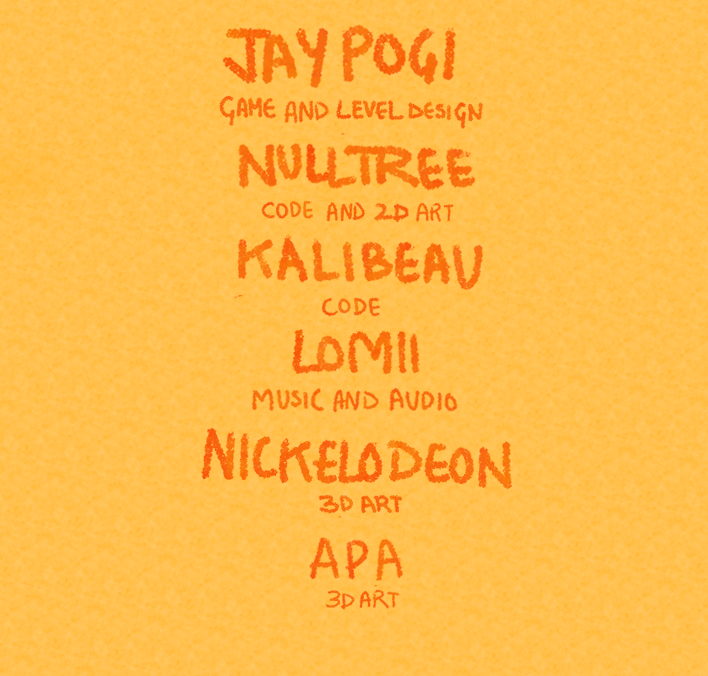 JAY POGI
GAME AND LEVEL DESIGN
NULLTREE
CODE AND 2D ART
KALIBEAU
CODE
LOMII
MUSIC AND AUDIO
NICKELODEON
3D ART
APA
3D ART